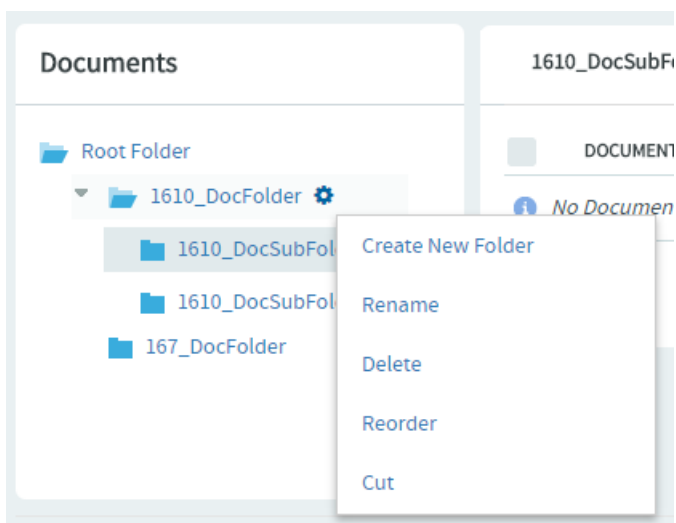 Documents
Root Folder
1610_DocFolder
1610_DocSubFol
1610_DocSubFol
167_DocFolder
Create New Folder
Rename
Delete
Reorder
Cut
1610_DocSubF
DOCUMENT
No Documen